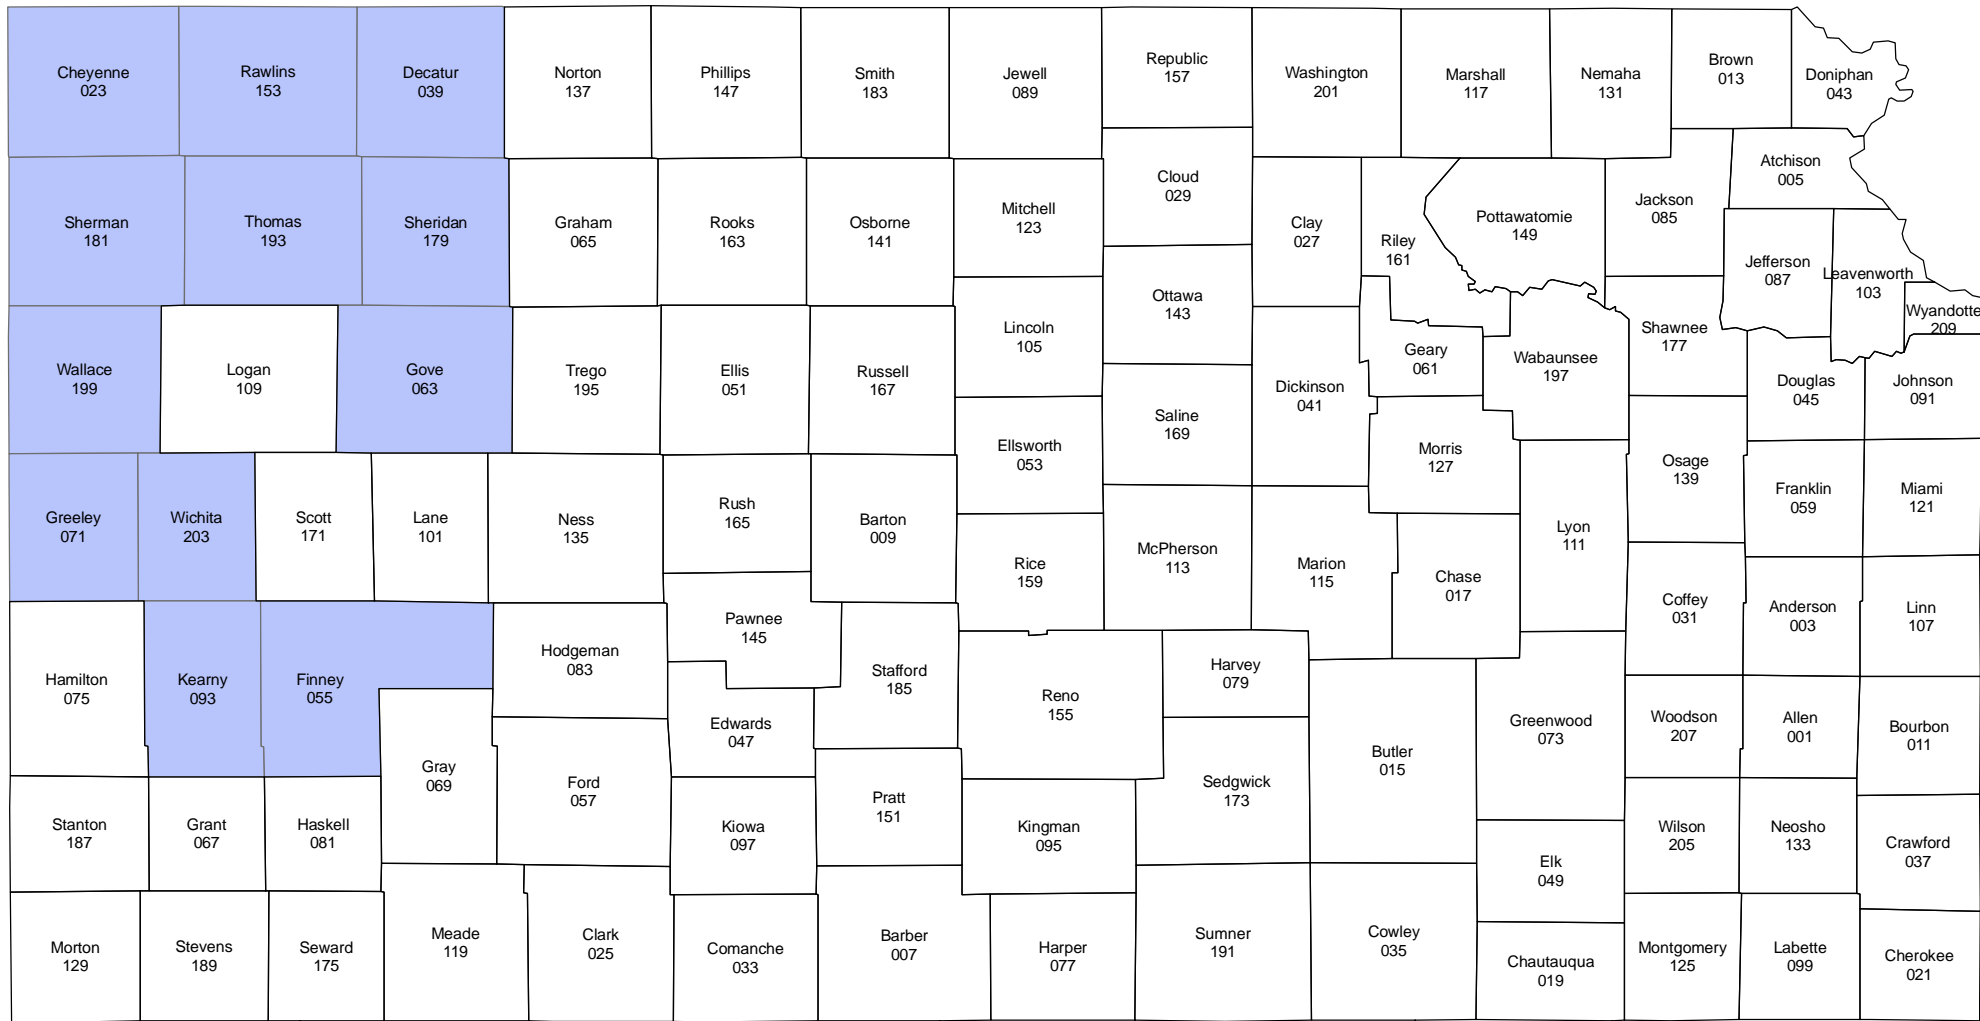 Cheyenne
023
Rawlins
153
Decatur
039
Norton
137
Phillips
147
Smith
183
Jewell
089
Republic
157
Washington
201
Marshall
117
Nemaha
131
Brown
013
Doniphan
043
Sherman
181
Thomas
193
Sheridan
179
Graham
065
Rooks
163
Osborne
141
Mitchell
123
Cloud
029
Clay
027
Riley
161
Pottawatomie
149
Jackson
085
Atchison
005
Jefferson
087
Leavenworth
103
Wyandotte
209
Wallace
199
Logan
109
Gove
063
Trego
195
Ellis
051
Russell
167
Lincoln
105
Ottawa
143
Dickinson
041
Geary
061
Wabaunsee
197
Shawnee
177
Douglas
045
Johnson
091
Greeley
071
Wichita
203
Scott
171
Lane
101
Ness
135
Rush
165
Barton
009
Ellsworth
053
Saline
169
Morris
127
Lyon
111
Osage
139
Franklin
059
Miami
121
Rice
159
McPherson
113
Marion
115
Chase
017
Coffey
031
Anderson
003
Linn
107
Hamilton
075
Kearny
093
Finney
055
Hodgeman
083
Pawnee
145
Stafford
185
Edwards
047
Reno
155
Harvey
079
Butler
015
Greenwood
073
Woodson
207
Allen
001
Bourbon
011
Gray
069
Ford
057
Pratt
151
Sedgwick
173
Stanton
187
Grant
067
Haskell
081
Kiowa
097
Kingman
095
Elk
049
Wilson
205
Neosho
133
Crawford
037
Morton
129
Stevens
189
Seward
175
Meade
119
Clark
025
Comanche
033
Barber
007
Harper
077
Sumner
191
Cowley
035
Chautauqua
019
Montgomery
125
Labette
099
Cherokee
021